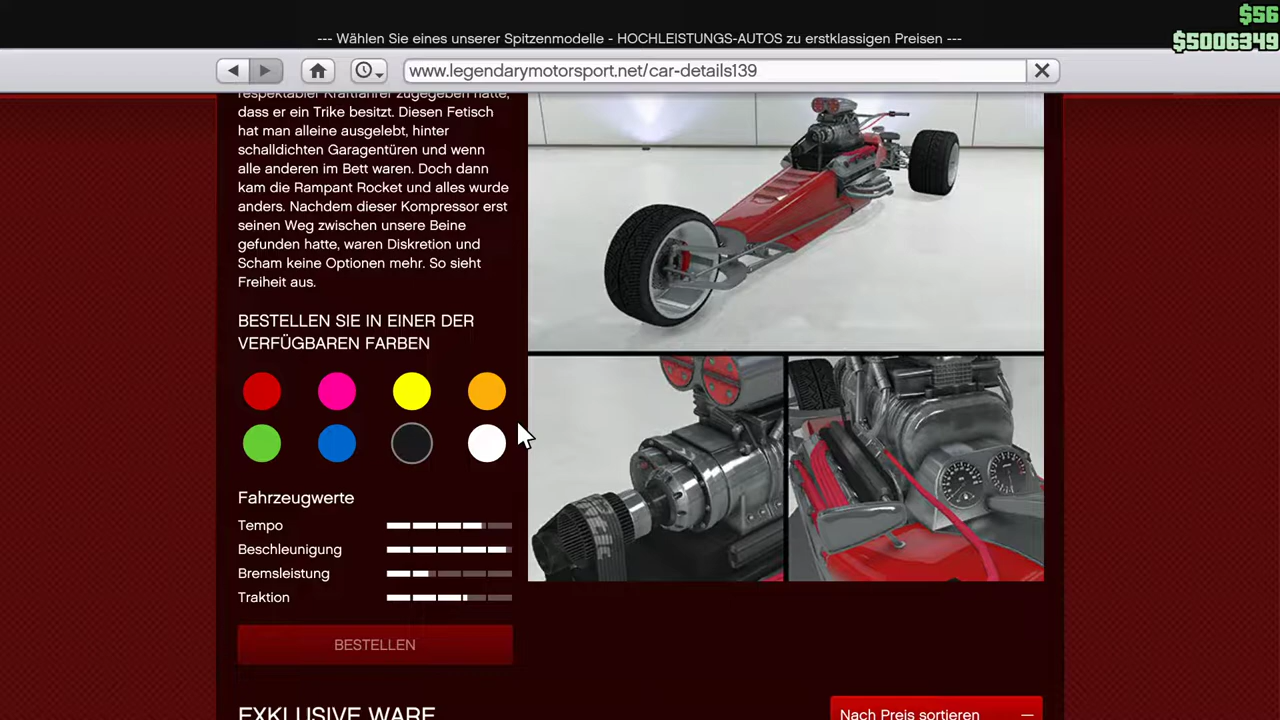 $56
--- Wählen Sie eines unserer Spitzenmodelle - HOCHLEISTUNGS-AUTOS zu erstklassigen Preisen ---
$5006349
www.legendarymotorsport.net/car-details139
respektabler Kraftfahrer zugegeben hätte,
dass er ein Trike besitzt. Diesen Fetisch
hat man alleine ausgelebt, hinter
schalldichten Garagentüren und wenn
alle anderen im Bett waren. Doch dann
kam die Rampant Rocket und alles wurde
anders. Nachdem dieser Kompressor erst
seinen Weg zwischen unsere Beine
gefunden hatte, waren Diskretion und
Scham keine Optionen mehr. So sieht
Freiheit aus.
BESTELLEN SIE IN EINER DER
VERFÜGBAREN FARBEN
Fahrzeugwerte
Tempo
Beschleunigung
Bremsleistung
Traktion
BESTELLEN
EXKLUSIVE WARE
Nach Preis sortieren